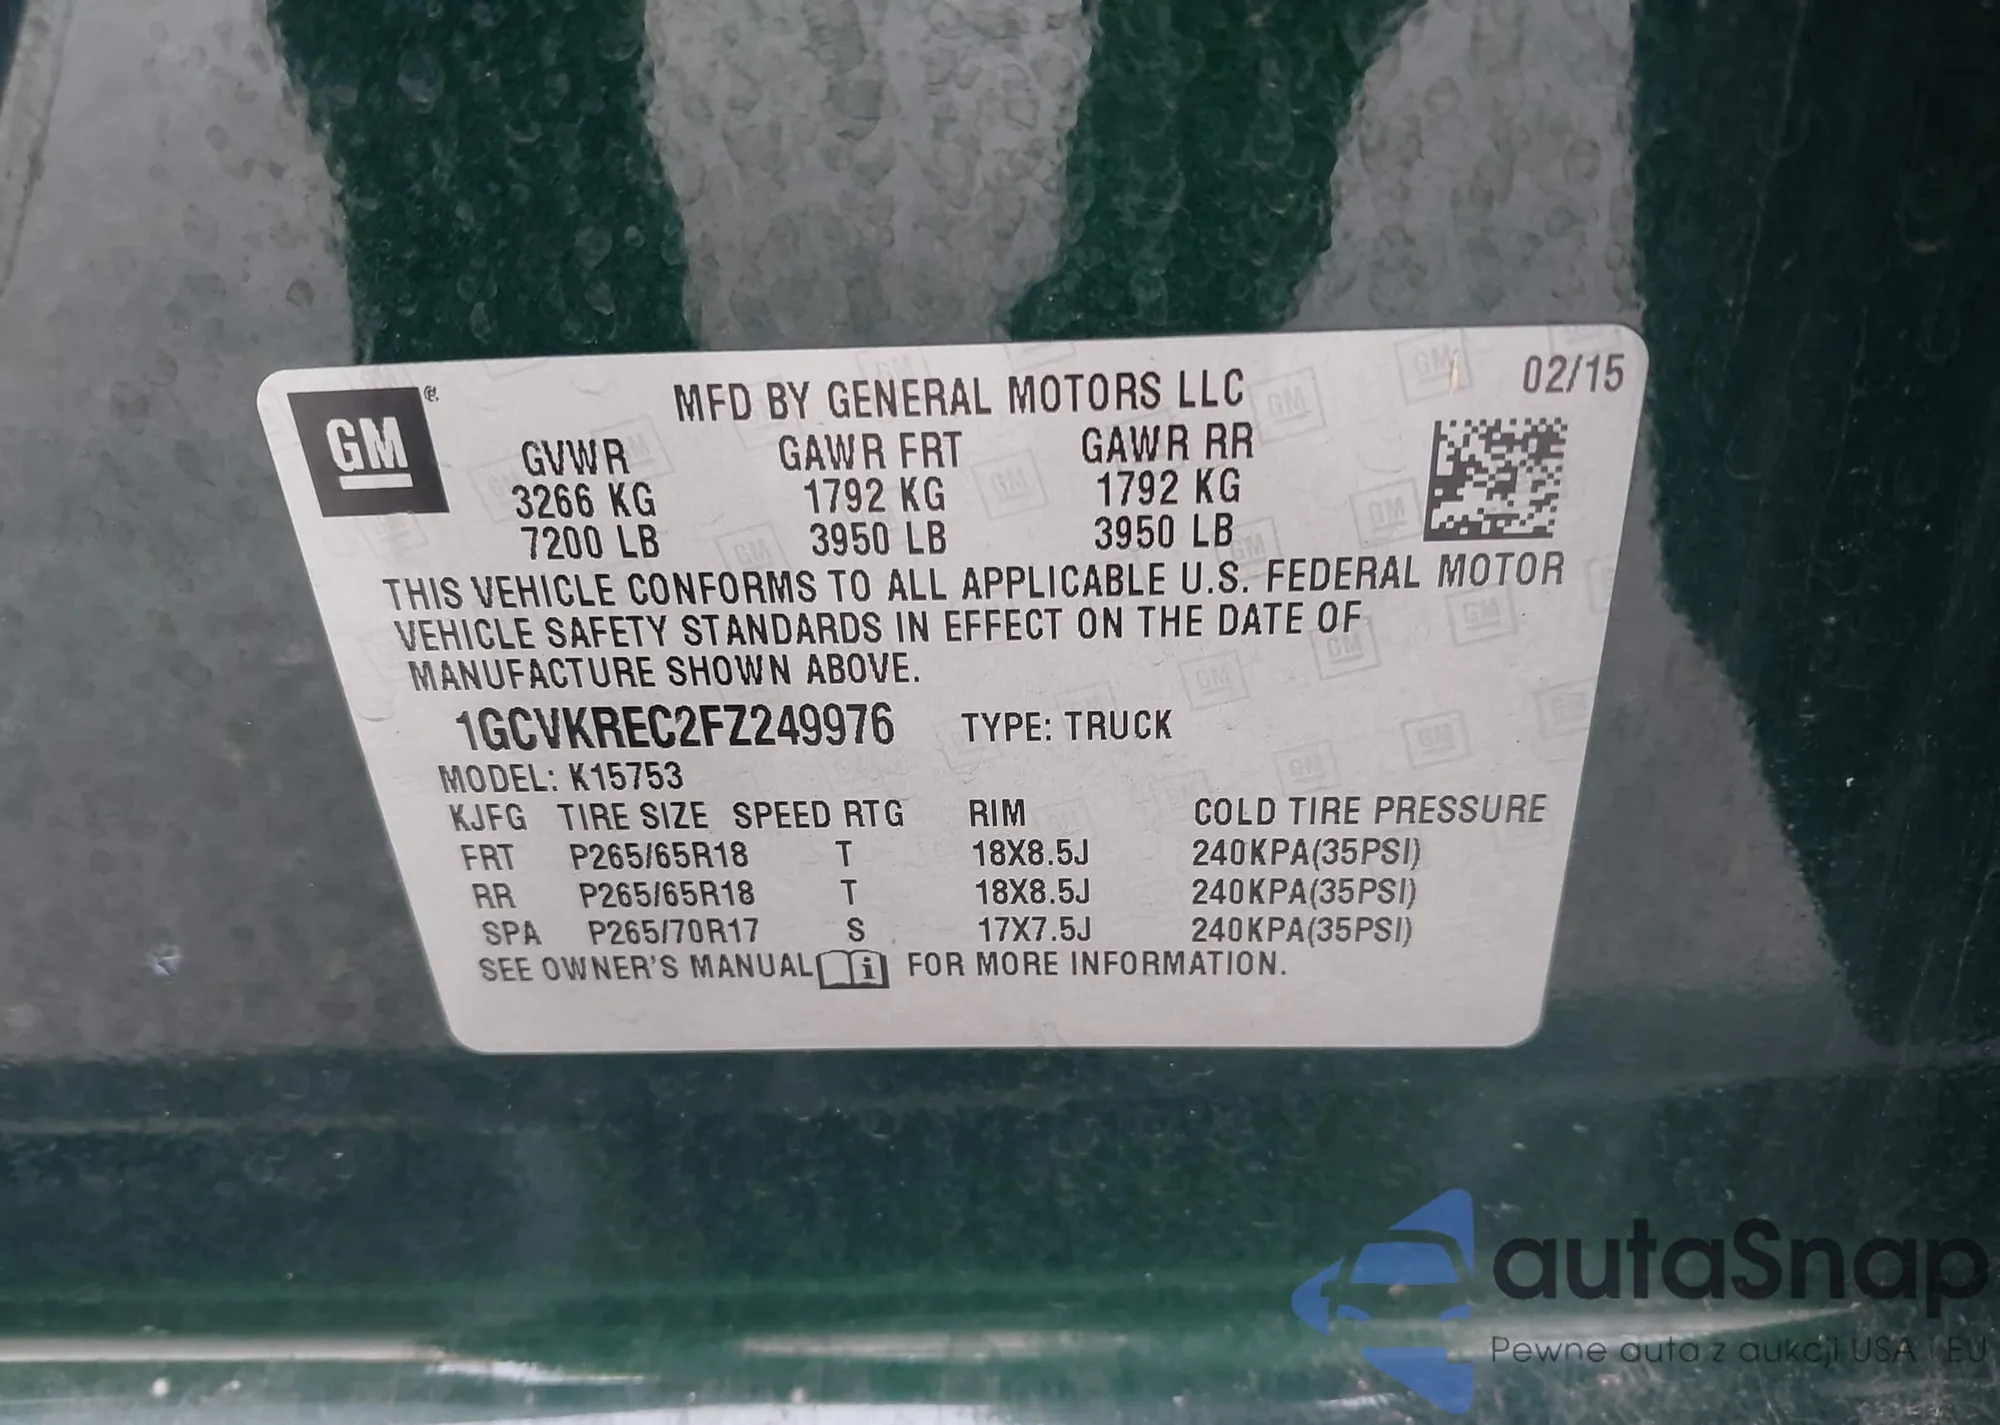 GM
MFD BY GENERAL MOTORS LLC 02/15
GVWR GAWR FRT GAWR RR
3266 KG 1792 KG 1792 KG
7200 LB 3950 LB 3950 LB
THIS VEHICLE CONFORMS TO ALL APPLICABLE U.S. FEDERAL MOTOR
VEHICLE SAFETY STANDARDS IN EFFECT ON THE DATE OF
MANUFACTURE SHOWN ABOVE.
1GCVKREC2FZ249976 TYPE: TRUCK
MODEL: K15753
KJFG TIRE SIZE SPEED RTG RIM COLD TIRE PRESSURE
FRT P265/65R18 T 18X8.5J 240KPA(35PSI)
RR P265/65R18 T 18X8.5J 240KPA(35PSI)
SPA P265/70R17 S 17X7.5J 240KPA(35PSI)
SEE OWNER'S MANUAL i FOR MORE INFORMATION.
autaSnap
Pewne auta z aukcji USA i EU